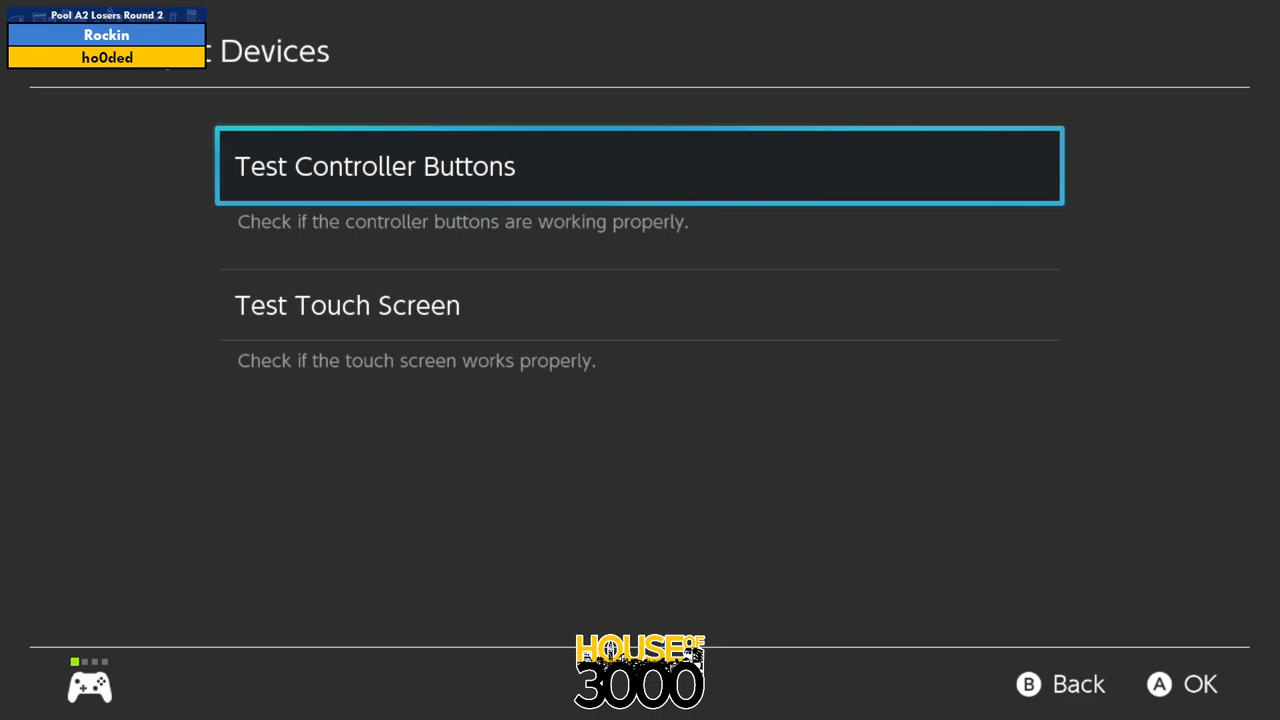 Pool A2 Losers Round 2
Rockin
ho0ded
Devices
Test Controller Buttons
Check if the controller buttons are working properly.
Test Touch Screen
Check if the touch screen works properly.
HOUSE OF
3000
B Back
A OK